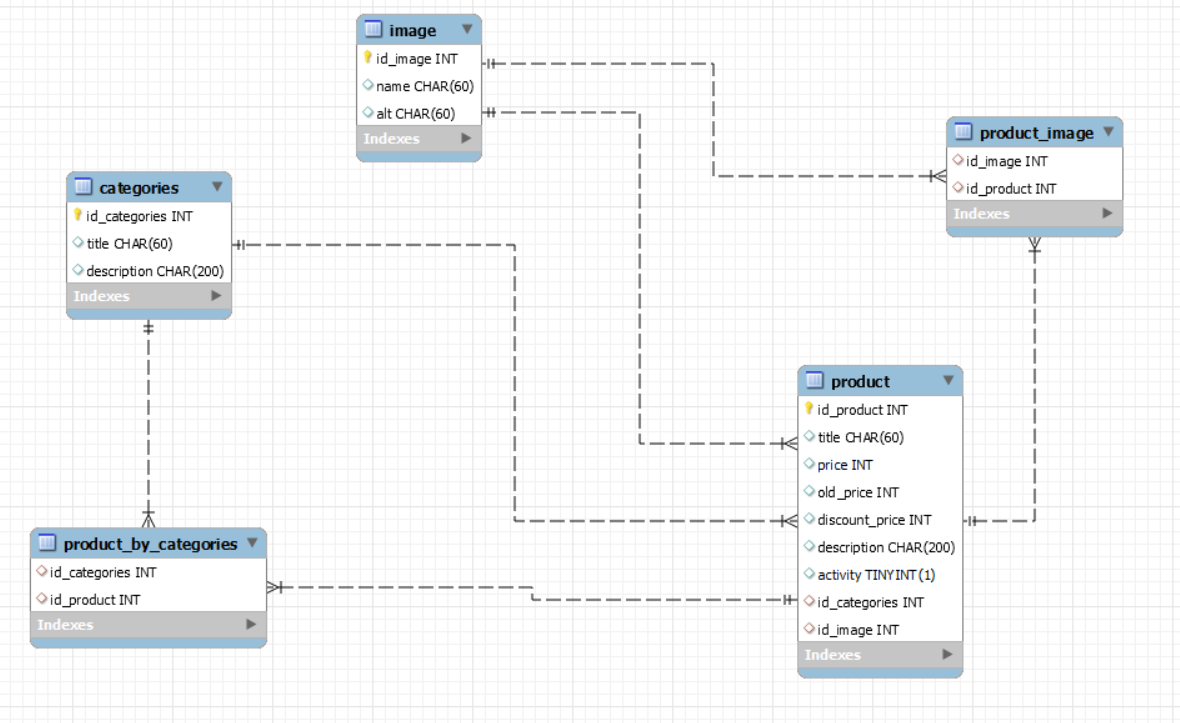 image
id_image INT
name CHAR(60)
alt CHAR(60)
Indexes
product_image
id_image INT
id_product INT
Indexes
categories
id_categories INT
title CHAR(60)
description CHAR(200)
Indexes
product
id_product INT
title CHAR(60)
price INT
old_price INT
discount_price INT
description CHAR(200)
activity TINYINT(1)
id_categories INT
id_image INT
Indexes
product_by_categories
id_categories INT
id_product INT
Indexes